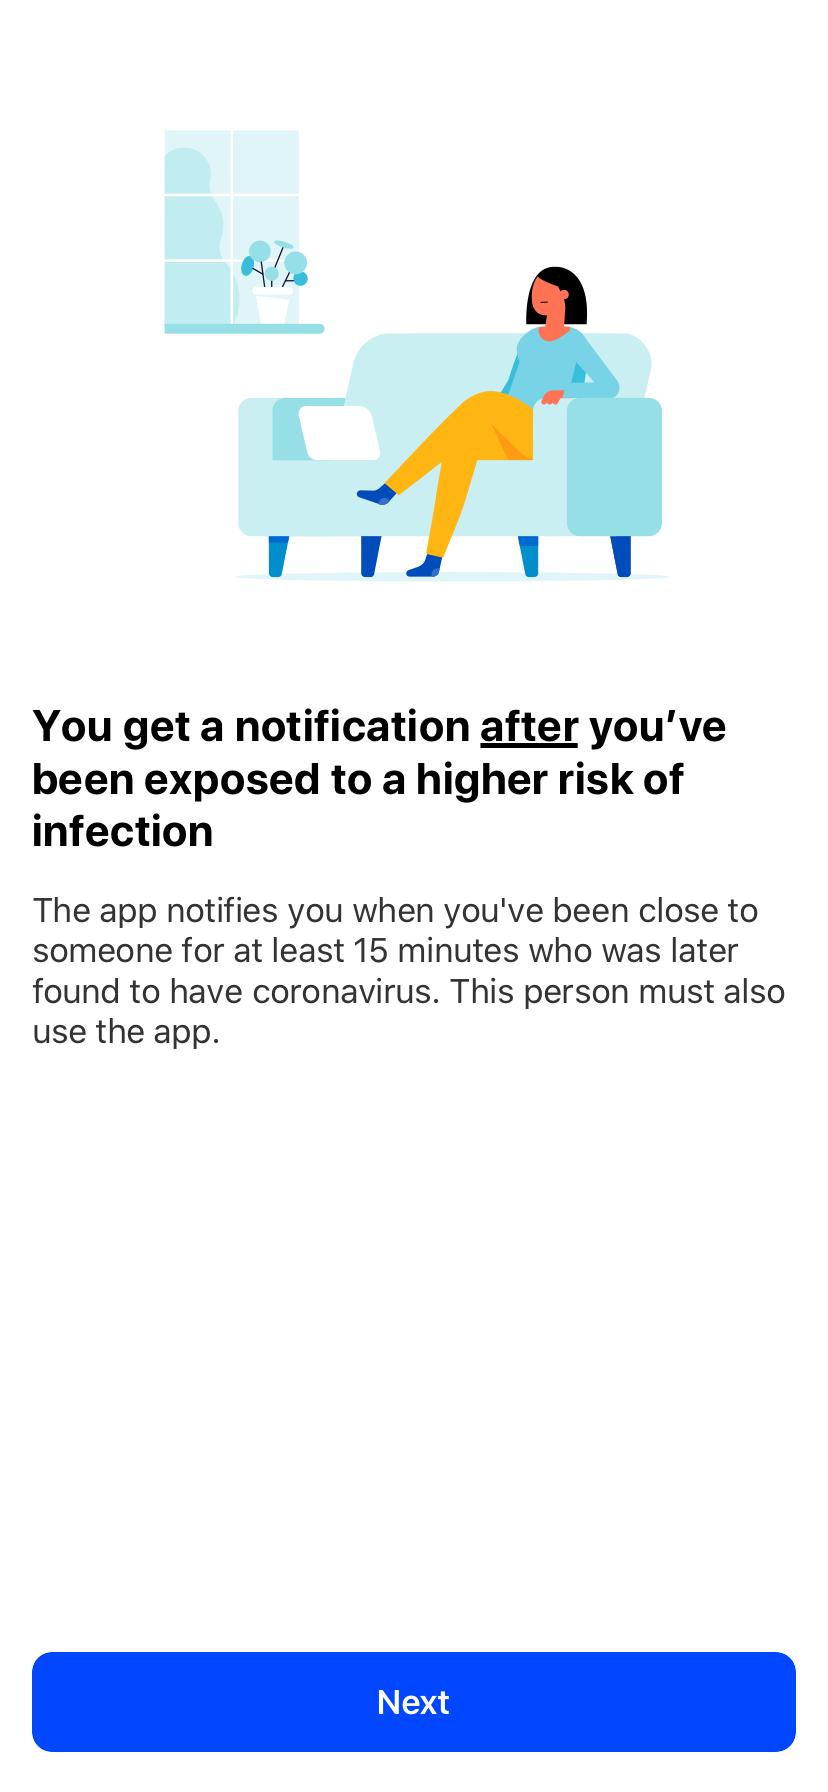 You get a notification after you’ve
been exposed to a higher risk of
infection
The app notifies you when you've been close to
someone for at least 15 minutes who was later
found to have coronavirus. This person must also
use the app.
Next